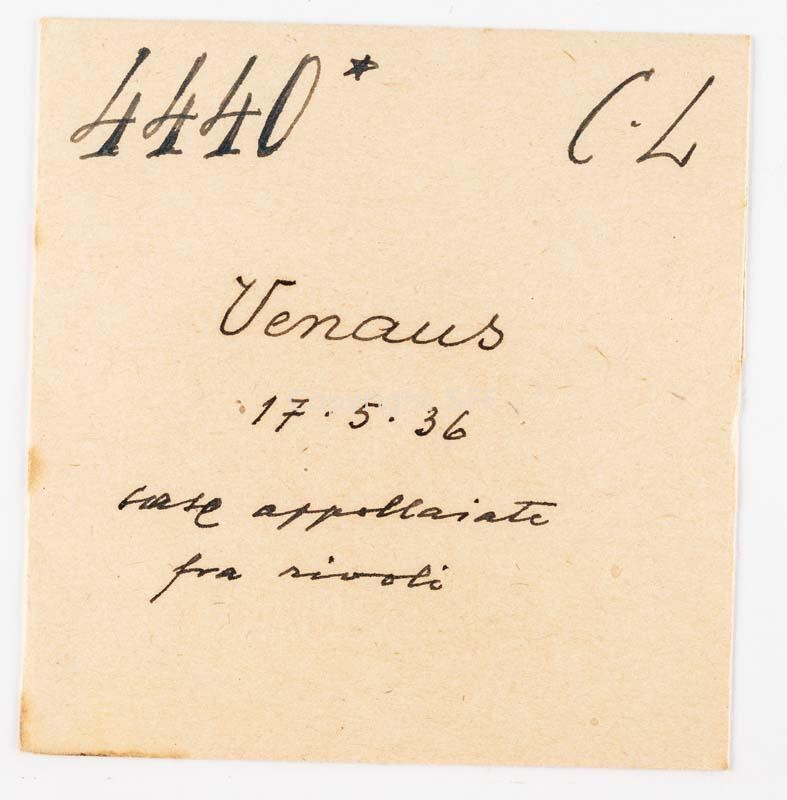 4440* C.L
Venaus
17.5.36
case appollaiate
fra rivoli